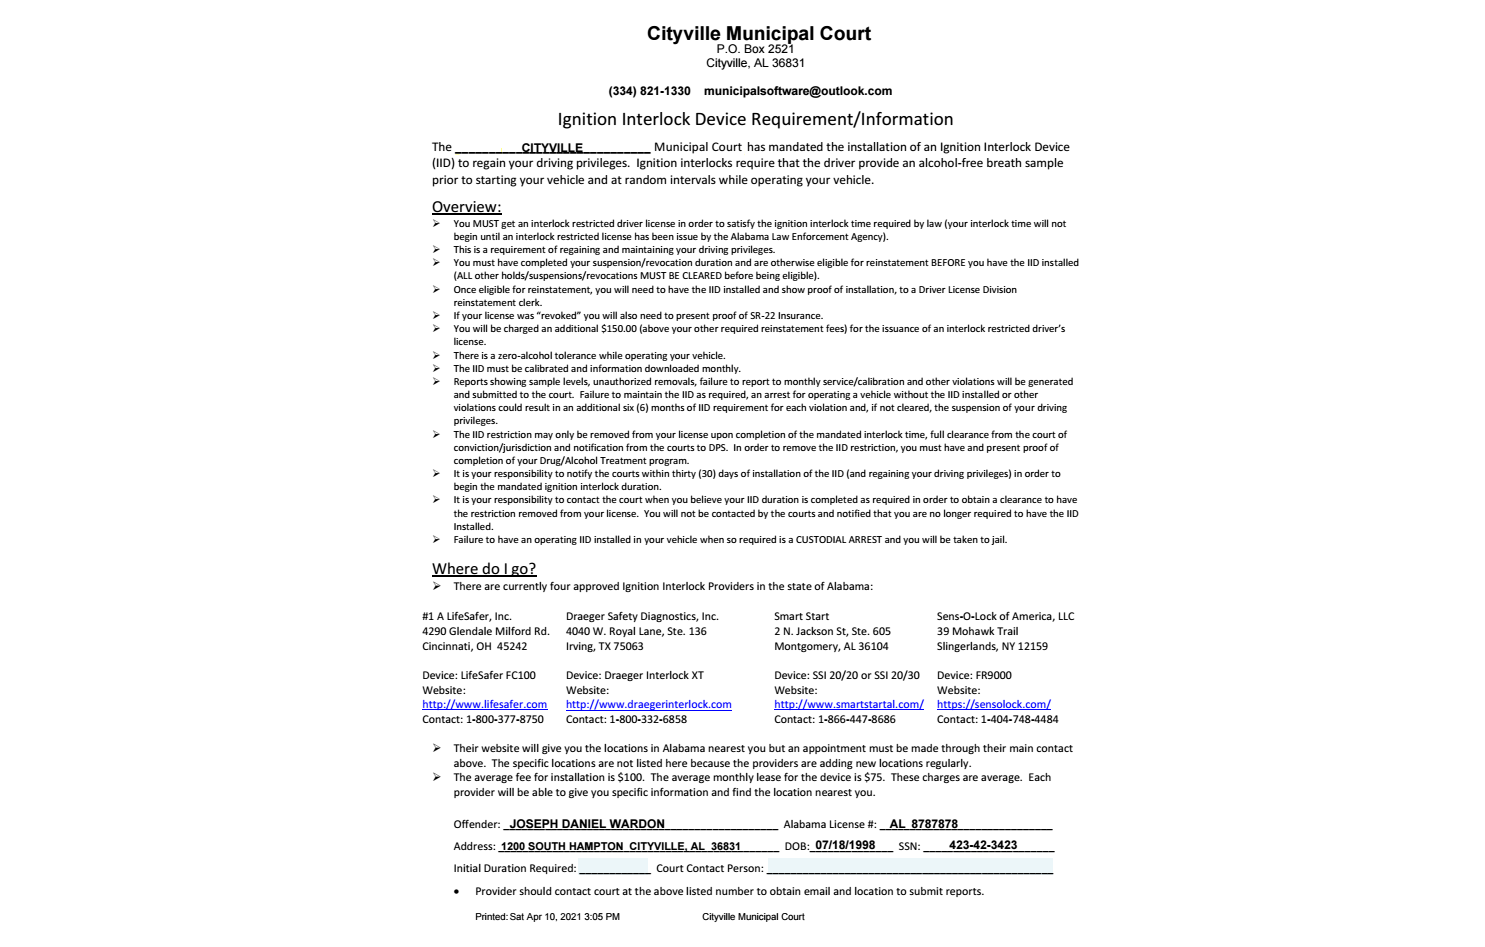 Cityville Municipal Court
P.O. Box 2521
Cityville, AL 36831
(334) 821-1330 municipalsoftware@outlook.com
Ignition Interlock Device Requirement/Information
The __________CITYVILLE__________ Municipal Court has mandated the installation of an Ignition Interlock Device
(IID) to regain your driving privileges. Ignition interlocks require that the driver provide an alcohol-free breath sample
prior to starting your vehicle and at random intervals while operating your vehicle.
Overview:
➢ You MUST get an interlock restricted driver license in order to satisfy the ignition interlock time required by law (your interlock time will not
begin until an interlock restricted license has been issue by the Alabama Law Enforcement Agency).
➢ This is a requirement of regaining and maintaining your driving privileges.
➢ You must have completed your suspension/revocation duration and are otherwise eligible for reinstatement BEFORE you have the IID installed
(ALL other holds/suspensions/revocations MUST BE CLEARED before being eligible).
➢ Once eligible for reinstatement, you will need to have the IID installed and show proof of installation, to a Driver License Division
reinstatement clerk.
➢ If your license was “revoked” you will also need to present proof of SR-22 Insurance.
➢ You will be charged an additional $150.00 (above your other required reinstatement fees) for the issuance of an interlock restricted driver’s
license.
➢ There is a zero-alcohol tolerance while operating your vehicle.
➢ The IID must be calibrated and information downloaded monthly.
➢ Reports showing sample levels, unauthorized removals, failure to report to monthly service/calibration and other violations will be generated
and submitted to the court. Failure to maintain the IID as required, an arrest for operating a vehicle without the IID installed or other
violations could result in an additional six (6) months of IID requirement for each violation and, if not cleared, the suspension of your driving
privileges.
➢ The IID restriction may only be removed from your license upon completion of the mandated interlock time, full clearance from the court of
conviction/jurisdiction and notification from the courts to DPS. In order to remove the IID restriction, you must have and present proof of
completion of your Drug/Alcohol Treatment program.
➢ It is your responsibility to notify the courts within thirty (30) days of installation of the IID (and regaining your driving privileges) in order to
begin the mandated ignition interlock duration.
➢ It is your responsibility to contact the court when you believe your IID duration is completed as required in order to obtain a clearance to have
the restriction removed from your license. You will not be contacted by the courts and notified that you are no longer required to have the IID
Installed.
➢ Failure to have an operating IID installed in your vehicle when so required is a CUSTODIAL ARREST and you will be taken to jail.
Where do I go?
➢ There are currently four approved Ignition Interlock Providers in the state of Alabama:
#1 A LifeSafer, Inc. Draeger Safety Diagnostics, Inc. Smart Start Sens-O-Lock of America, LLC
4290 Glendale Milford Rd. 4040 W. Royal Lane, Ste. 136 2 N. Jackson St, Ste. 605 39 Mohawk Trail
Cincinnati, OH 45242 Irving, TX 75063 Montgomery, AL 36104 Slingerlands, NY 12159
Device: LifeSafer FC100 Device: Draeger Interlock XT Device: SSI 20/20 or SSI 20/30 Device: FR9000
Website: Website: Website: Website:
http://www.lifesafer.com http://www.draegerinterlock.com http://www.smartstartal.com/ https://sensolock.com/
Contact: 1-800-377-8750 Contact: 1-800-332-6858 Contact: 1-866-447-8686 Contact: 1-404-748-4484
➢ Their website will give you the locations in Alabama nearest you but an appointment must be made through their main contact
above. The specific locations are not listed here because the providers are adding new locations regularly.
➢ The average fee for installation is $100. The average monthly lease for the device is $75. These charges are average. Each
provider will be able to give you specific information and find the location nearest you.
Offender: JOSEPH DANIEL WARDON Alabama License #: AL 8787878
Address: 1200 SOUTH HAMPTON CITYVILLE, AL 36831 DOB: 07/18/1998 SSN: 423-42-3423
Initial Duration Required: ____________ Court Contact Person: ____________
• Provider should contact court at the above listed number to obtain email and location to submit reports.
Printed: Sat Apr 10, 2021 3:05 PM Cityville Municipal Court